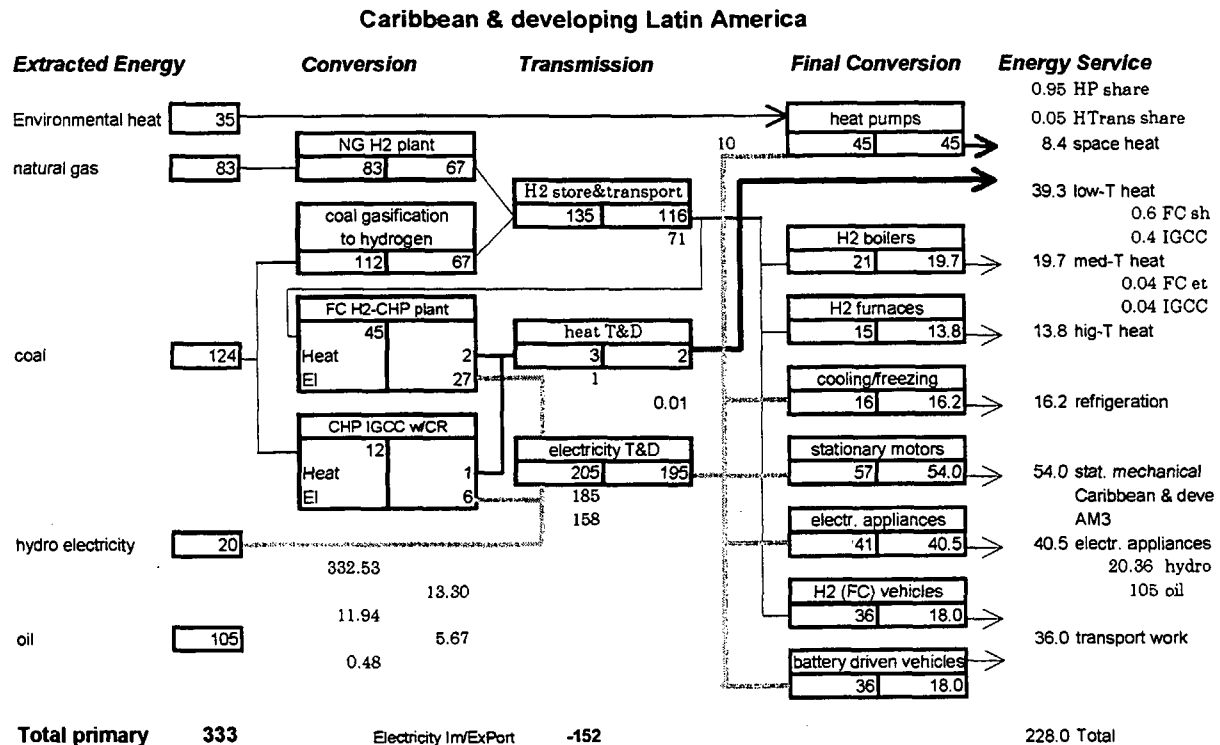 Caribbean & developing Latin America
Extracted Energy Conversion Transmission Final Conversion Energy Service
0.95 HP share
Environmental heat 35 heat pumps 0.05 HTrans share
10 45 45 8.4 space heat
NG H2 plant
natural gas 83 83 67
H2 store&transport 39.3 low-T heat
135 116
coal gasification 0.6 FC sh
to hydrogen 71 H2 boilers 0.4 IGCC
112 67 21 19.7 19.7 med-T heat
0.04 FC et
FC H2-CHP plant H2 furnaces 0.04 IGCC
45 heat T&D 15 13.8 13.8 hig-T heat
coal 124 Heat 2 3 2
El 27 1 cooling/freezing
0.01 16 16.2 16.2 refrigeration
CHP IGCC w/CR
12 electricity T&D stationary motors
Heat 1 205 195 57 54.0 54.0 stat. mechanical
El 6 185 Caribbean & deve
158 electr. appliances AM3
hydro electricity 20 41 40.5 40.5 electr. appliances
332.53 20.36 hydro
13.30 H2 (FC) vehicles 105 oil
11.94 36 18.0
oil 105 5.67 36.0 transport work
0.48 battery driven vehicles
36 18.0
Total primary 333 Electricity Im/ExPort -152 228.0 Total